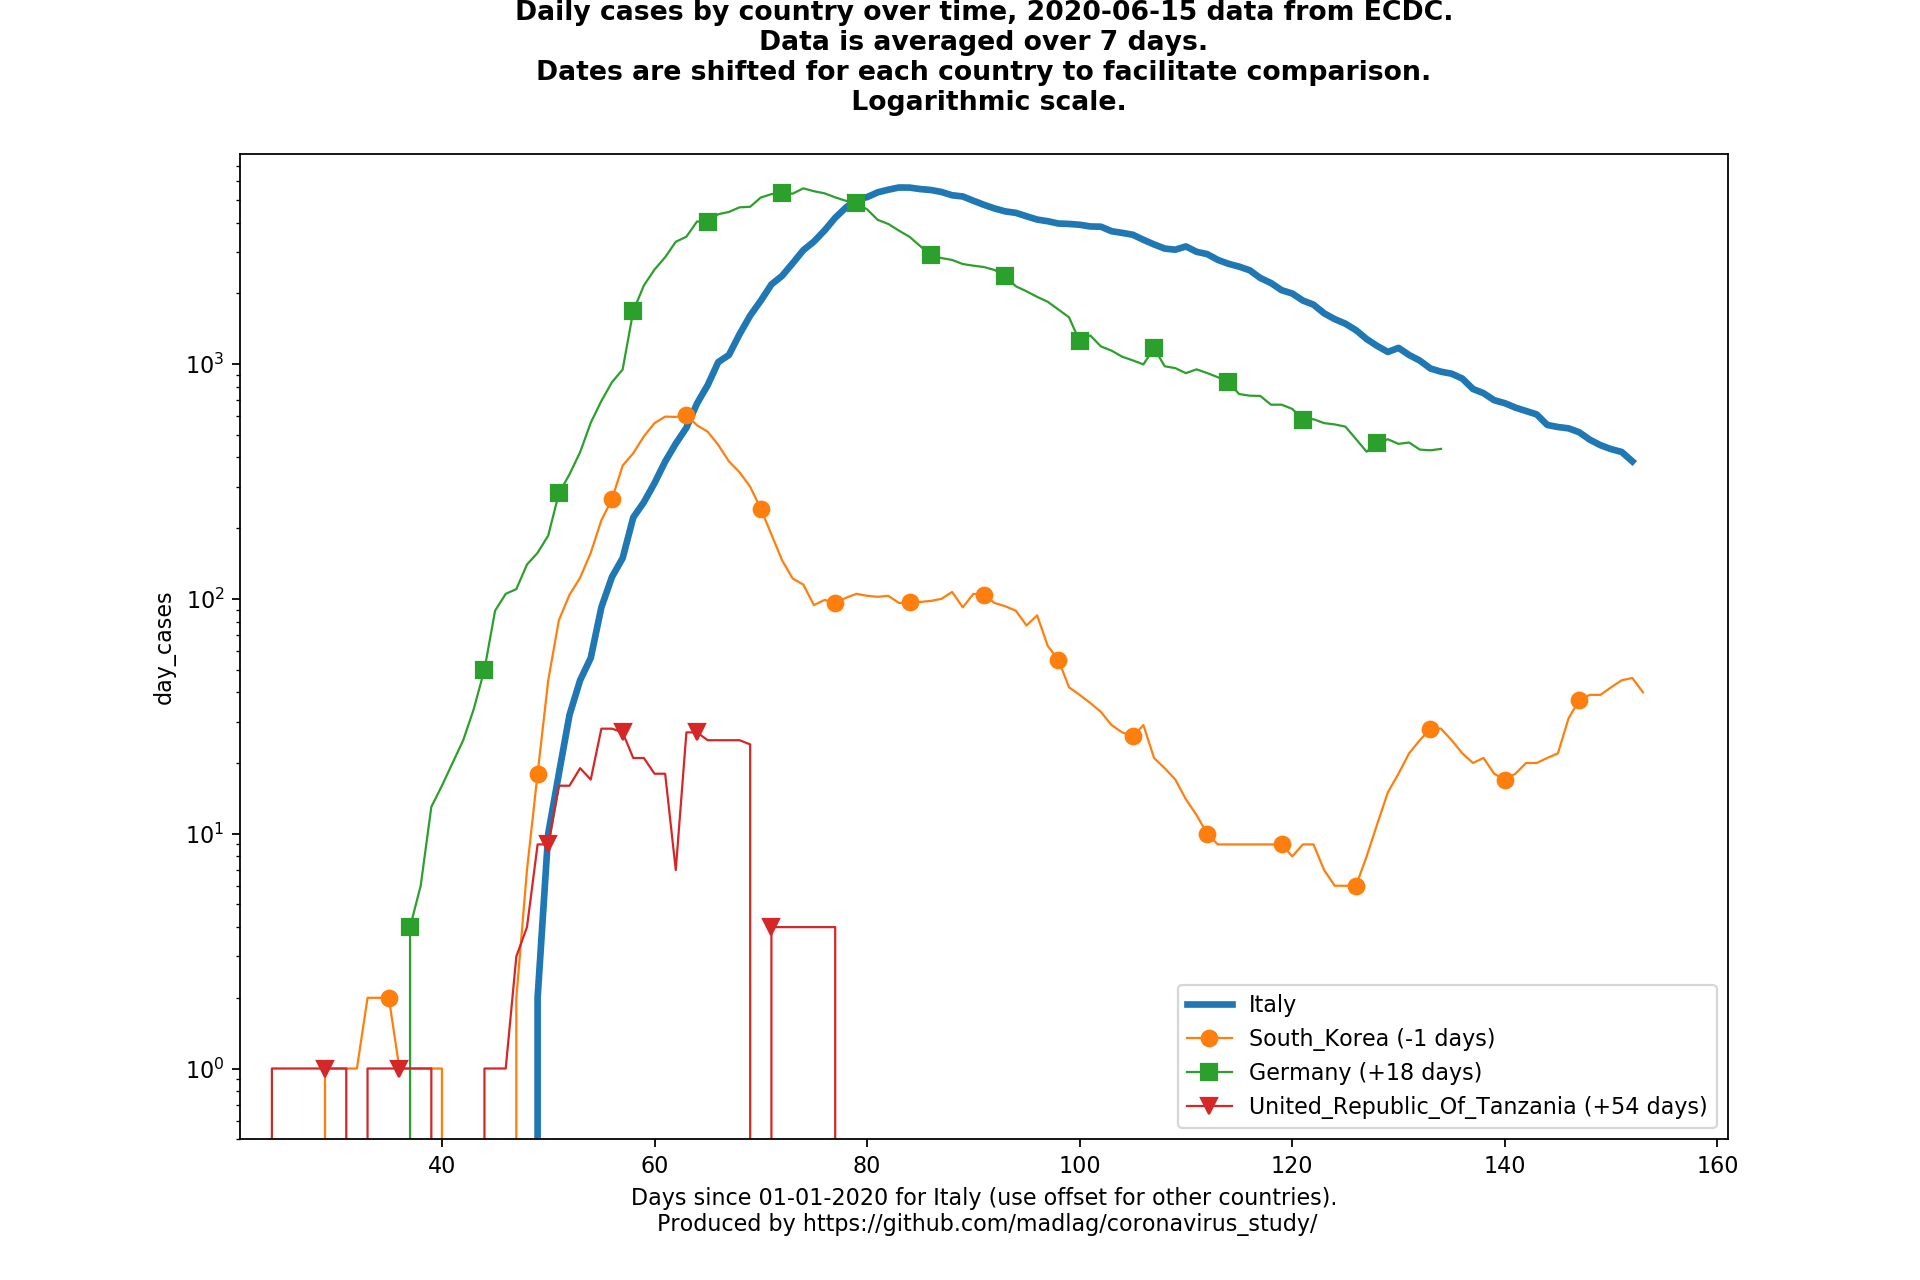 Daily cases by country over time, 2020-06-15 data from ECDC.
Data is averaged over 7 days.
Dates are shifted for each country to facilitate comparison.
Logarithmic scale.
10³
10²
10¹
10⁰
day_cases
Italy
South_Korea (-1 days)
Germany (+18 days)
United_Republic_Of_Tanzania (+54 days)
40 60 80 100 120 140 160
Days since 01-01-2020 for Italy (use offset for other countries).
Produced by https://github.com/madlag/coronavirus_study/